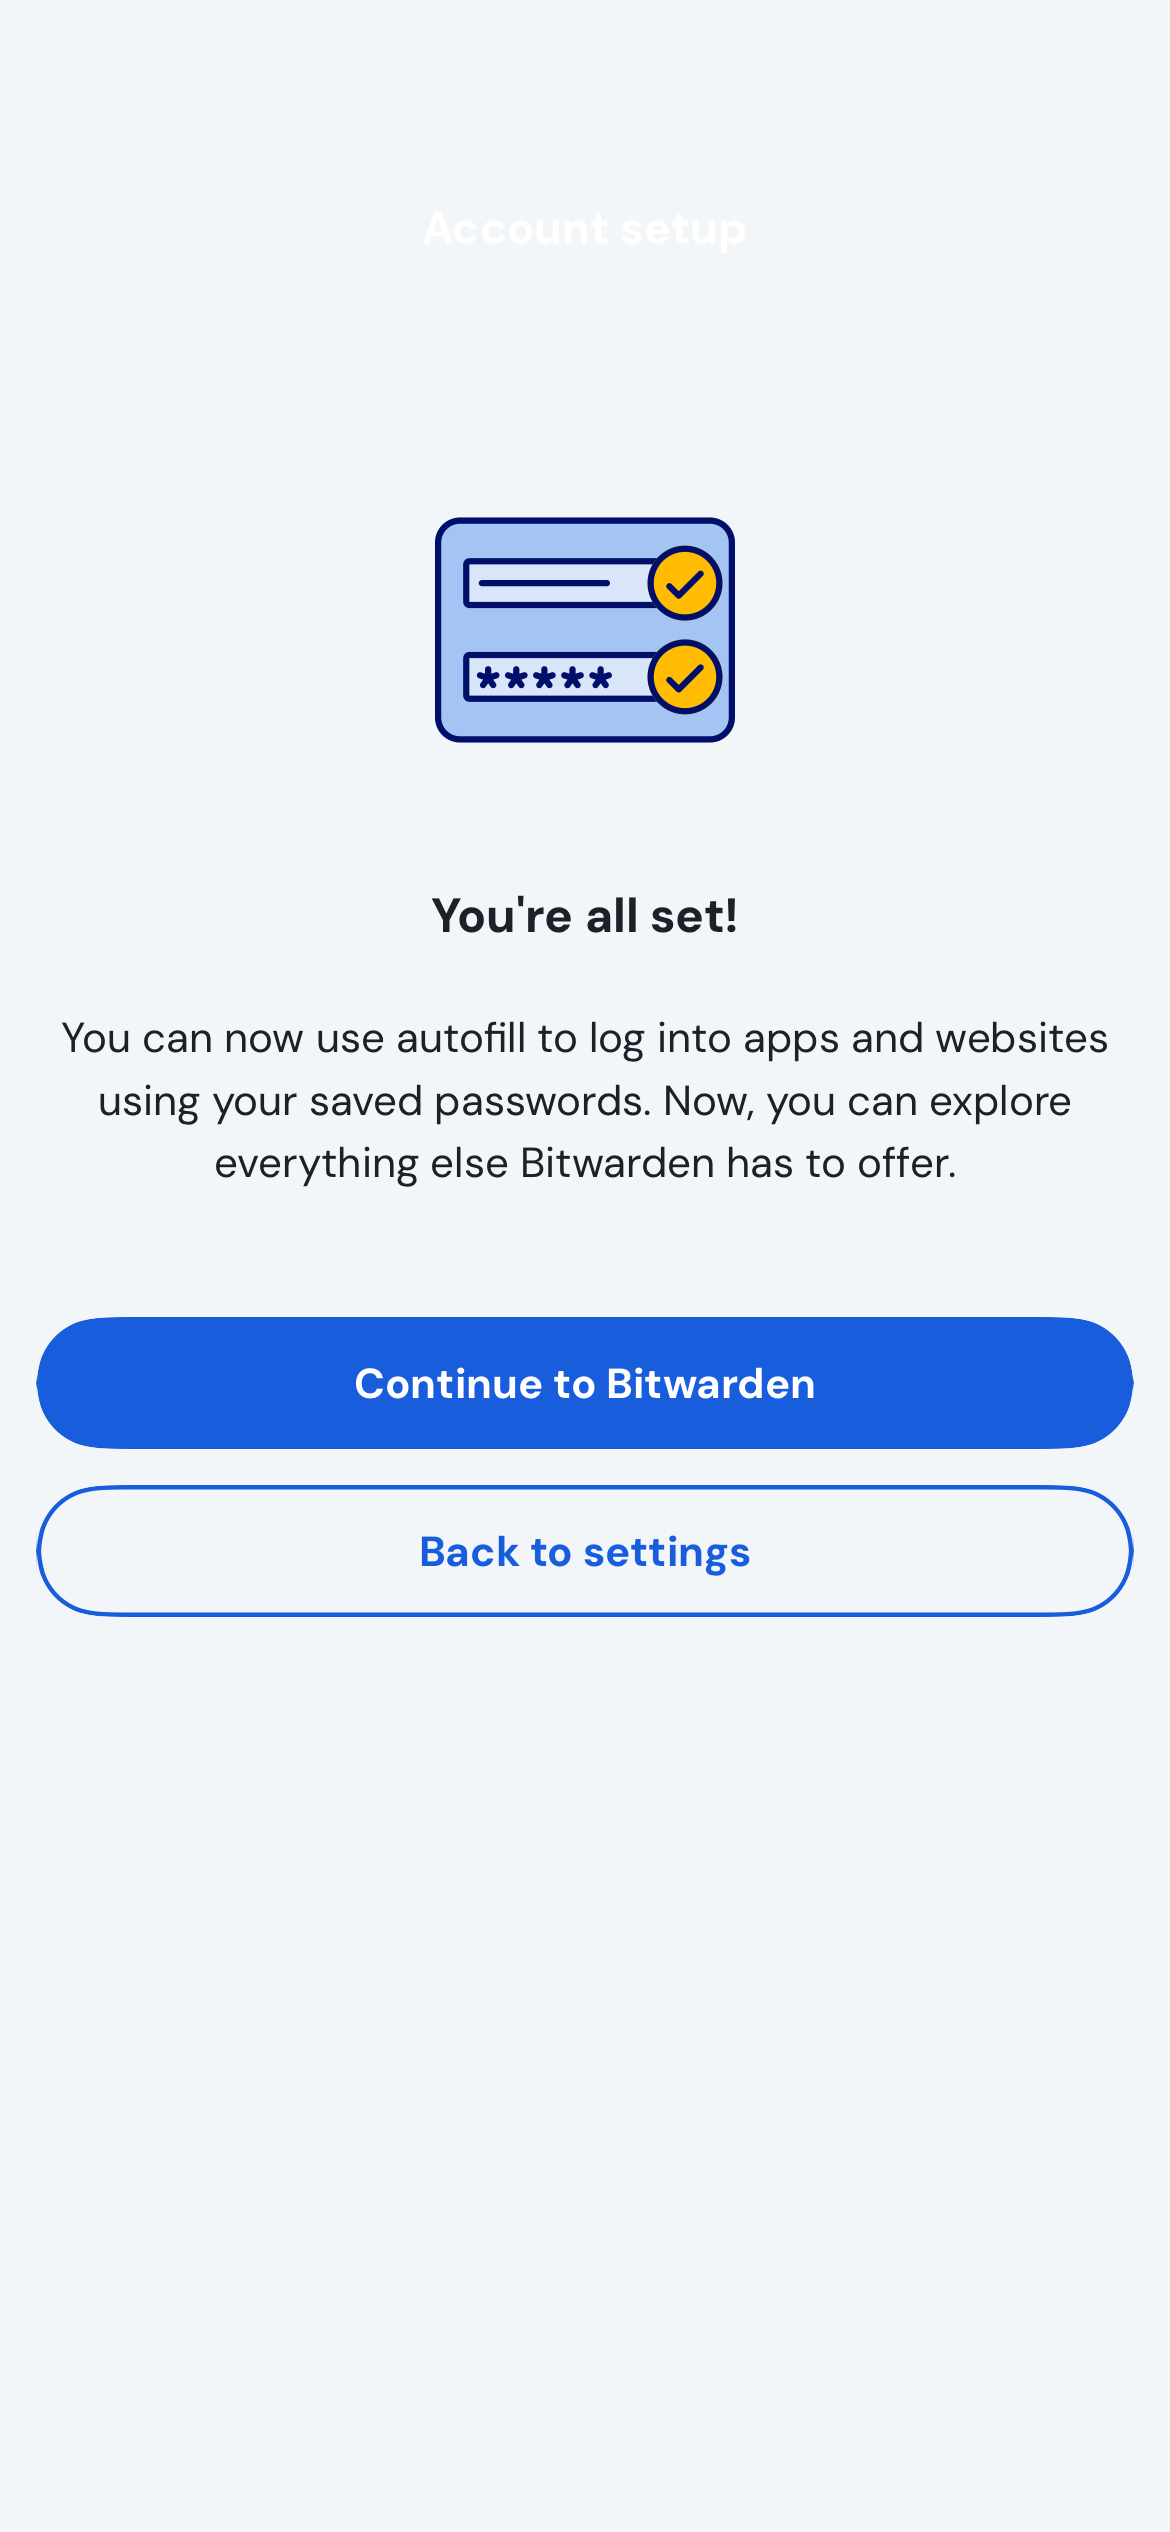 Account setup
*****
You're all set!
You can now use autofill to log into apps and websites
using your saved passwords. Now, you can explore
everything else Bitwarden has to offer.
Continue to Bitwarden
Back to settings